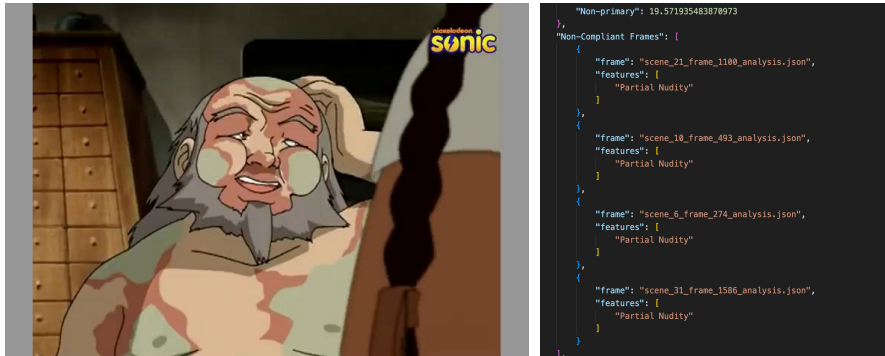 nickelodeon
sonic
"Non-primary": 19.571935483870973
},
"Non-Compliant Frames": [
{
"frame": "scene_21_frame_1100_analysis.json",
"features": [
"Partial Nudity"
]
},
{
"frame": "scene_10_frame_493_analysis.json",
"features": [
"Partial Nudity"
]
},
{
"frame": "scene_6_frame_274_analysis.json",
"features": [
"Partial Nudity"
]
},
{
"frame": "scene_31_frame_1586_analysis.json",
"features": [
"Partial Nudity"
]
}
],